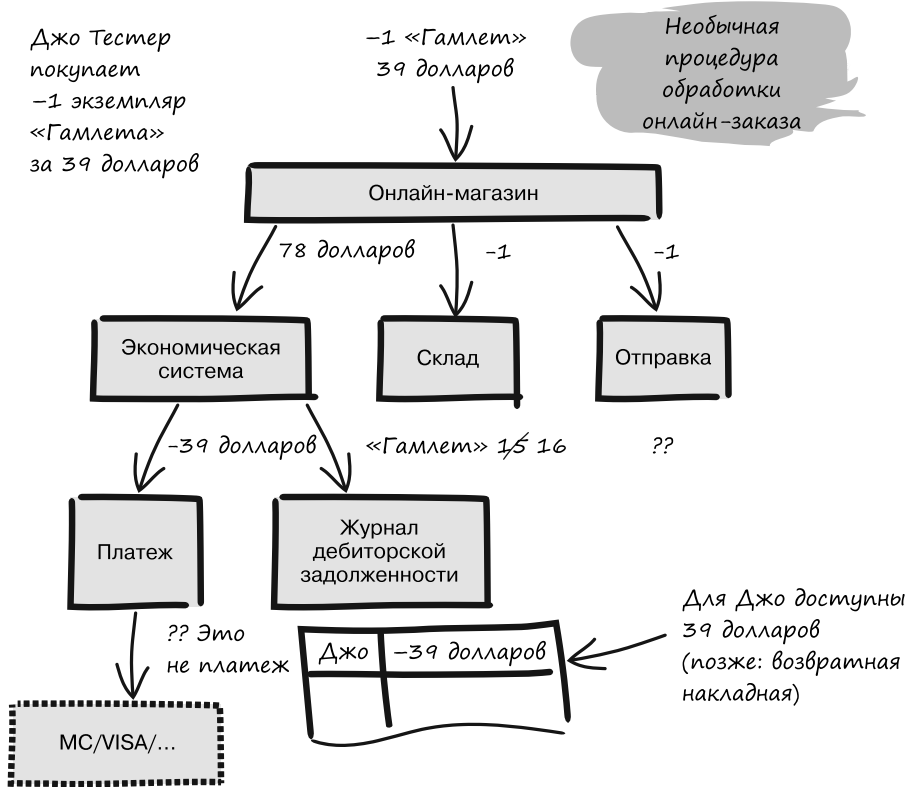 Джо Тестер
покупает
–1 экземпляр
«Гамлета»
за 39 долларов
–1 «Гамлет»
39 долларов
Необычная
процедура
обработки
онлайн-заказа
Онлайн-магазин
78 долларов
-1
-1
Экономическая
система
Склад
Отправка
-39 долларов
«Гамлет» 15 16
??
Платеж
Журнал
дебиторской
задолженности
?? Это
не платеж
Джо
–39 долларов
Для Джо доступны
39 долларов
(позже: возвратная
накладная)
MC/VISA/...